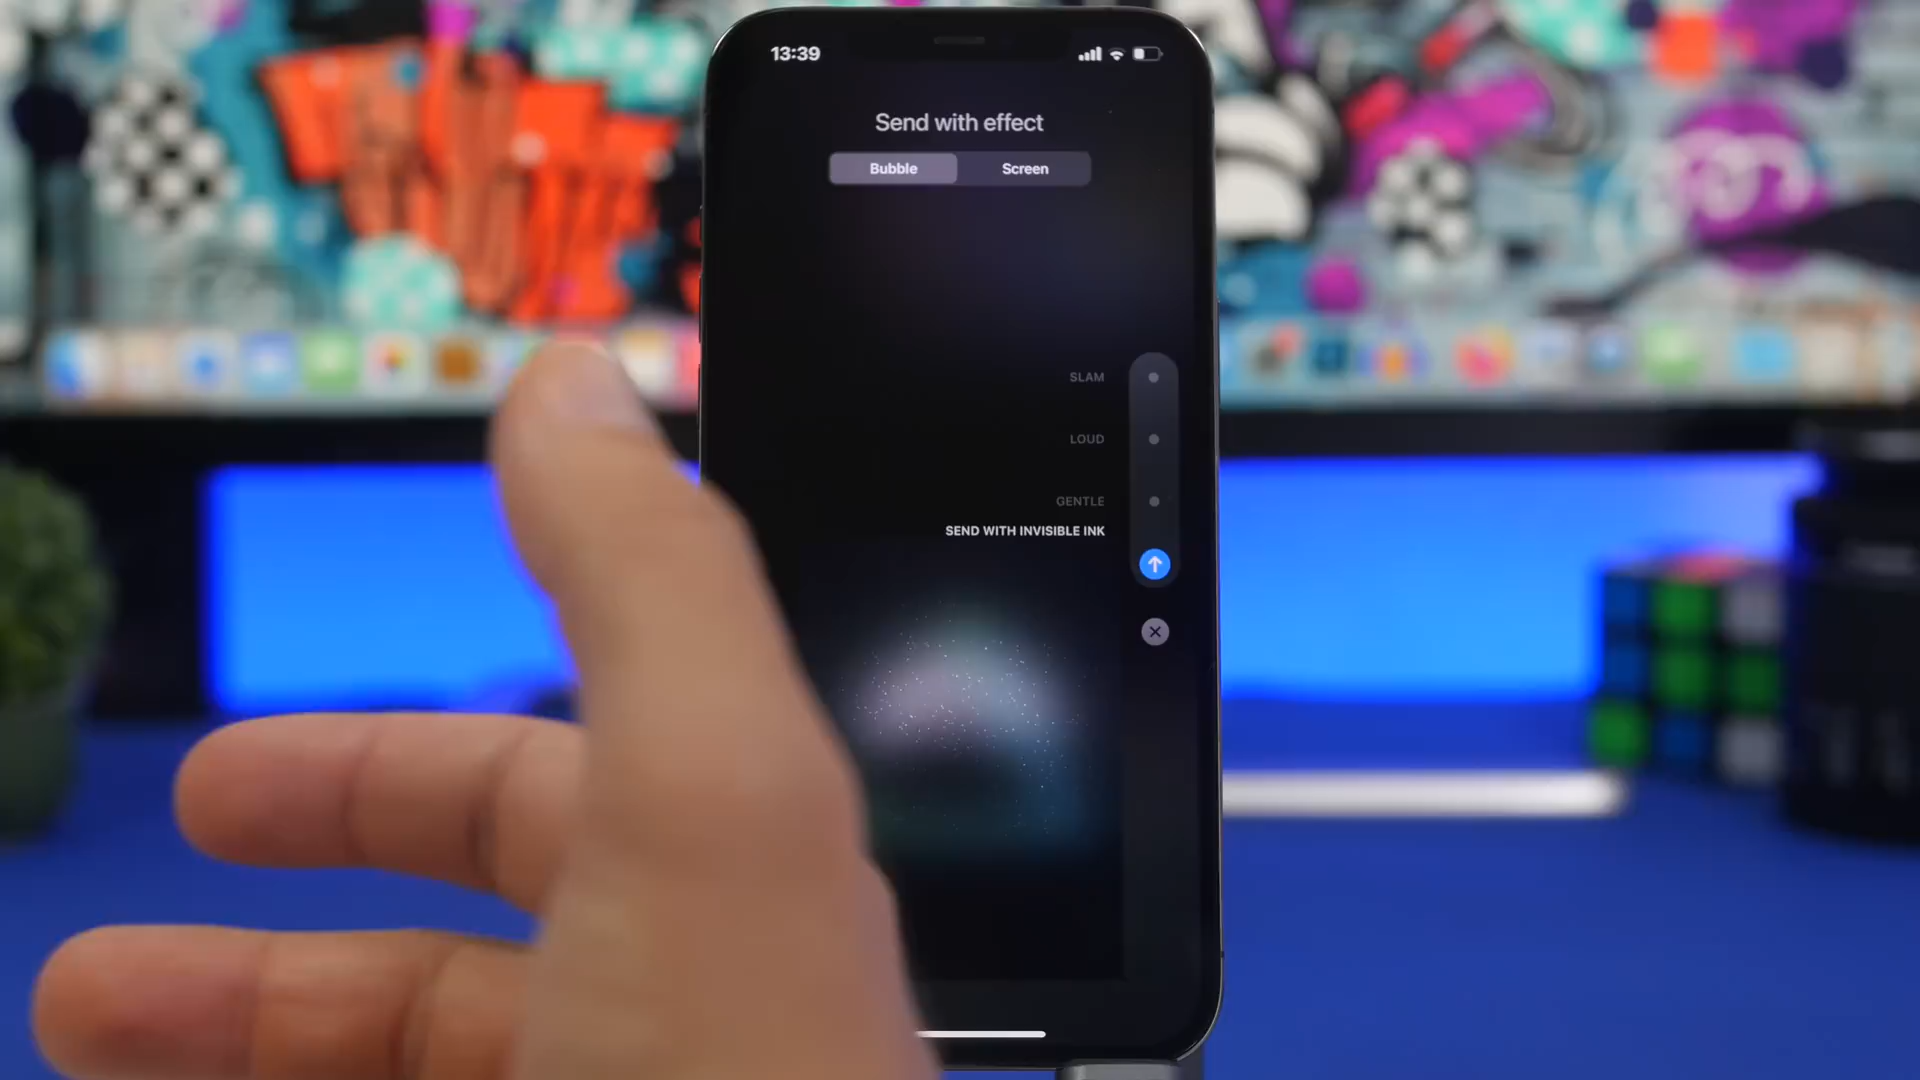 13:39
Send with effect
Bubble
Screen
SLAM
LOUD
GENTLE
SEND WITH INVISIBLE INK